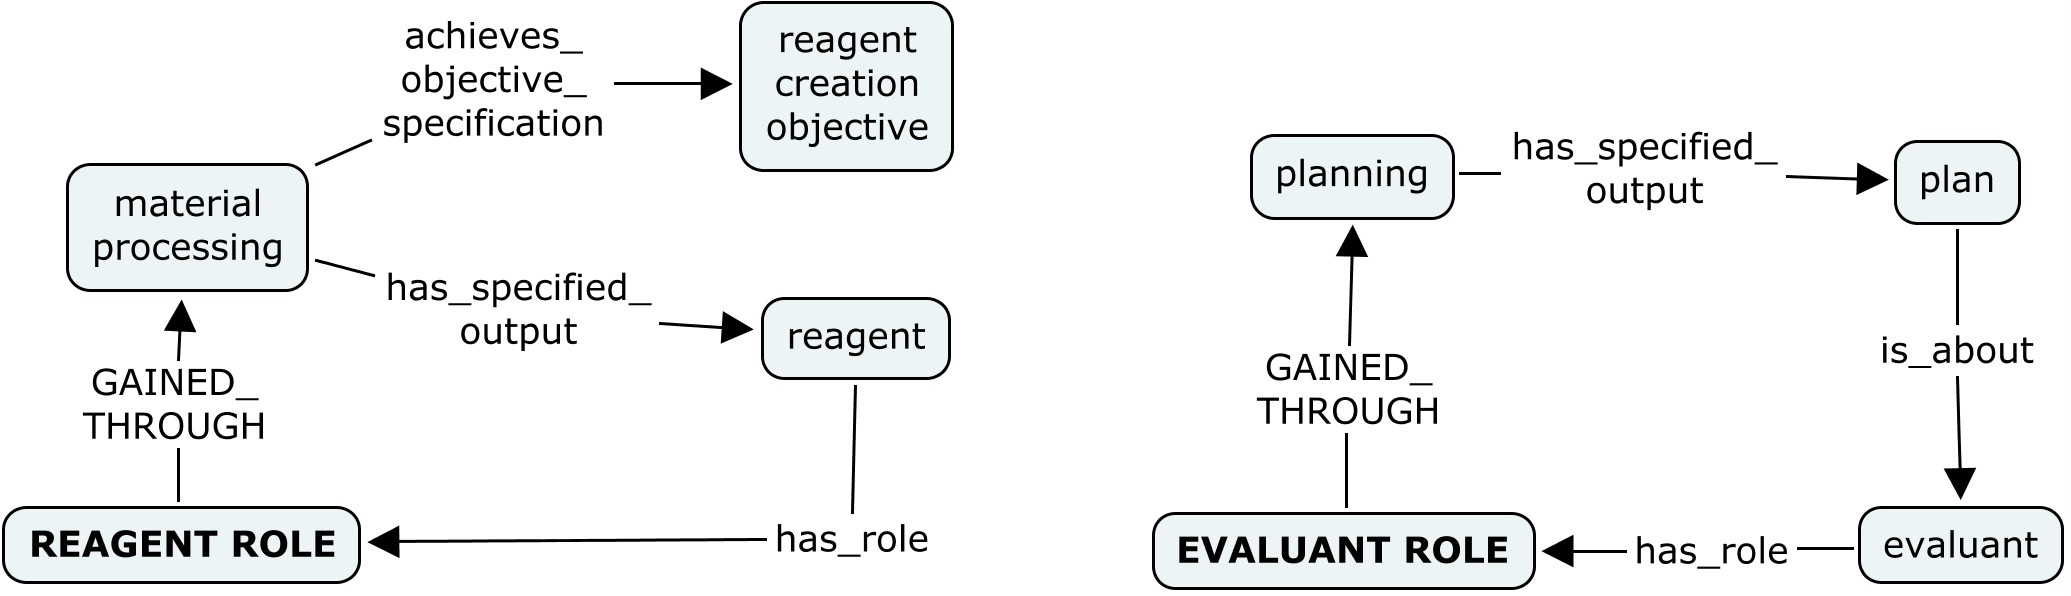 achieves_
objective_
specification
reagent
creation
objective
material
processing
has_specified_
output
reagent
GAINED_
THROUGH
REAGENT ROLE
has_role
planning
has_specified_
output
plan
is_about
GAINED_
THROUGH
EVALUANT ROLE
has_role
evaluant